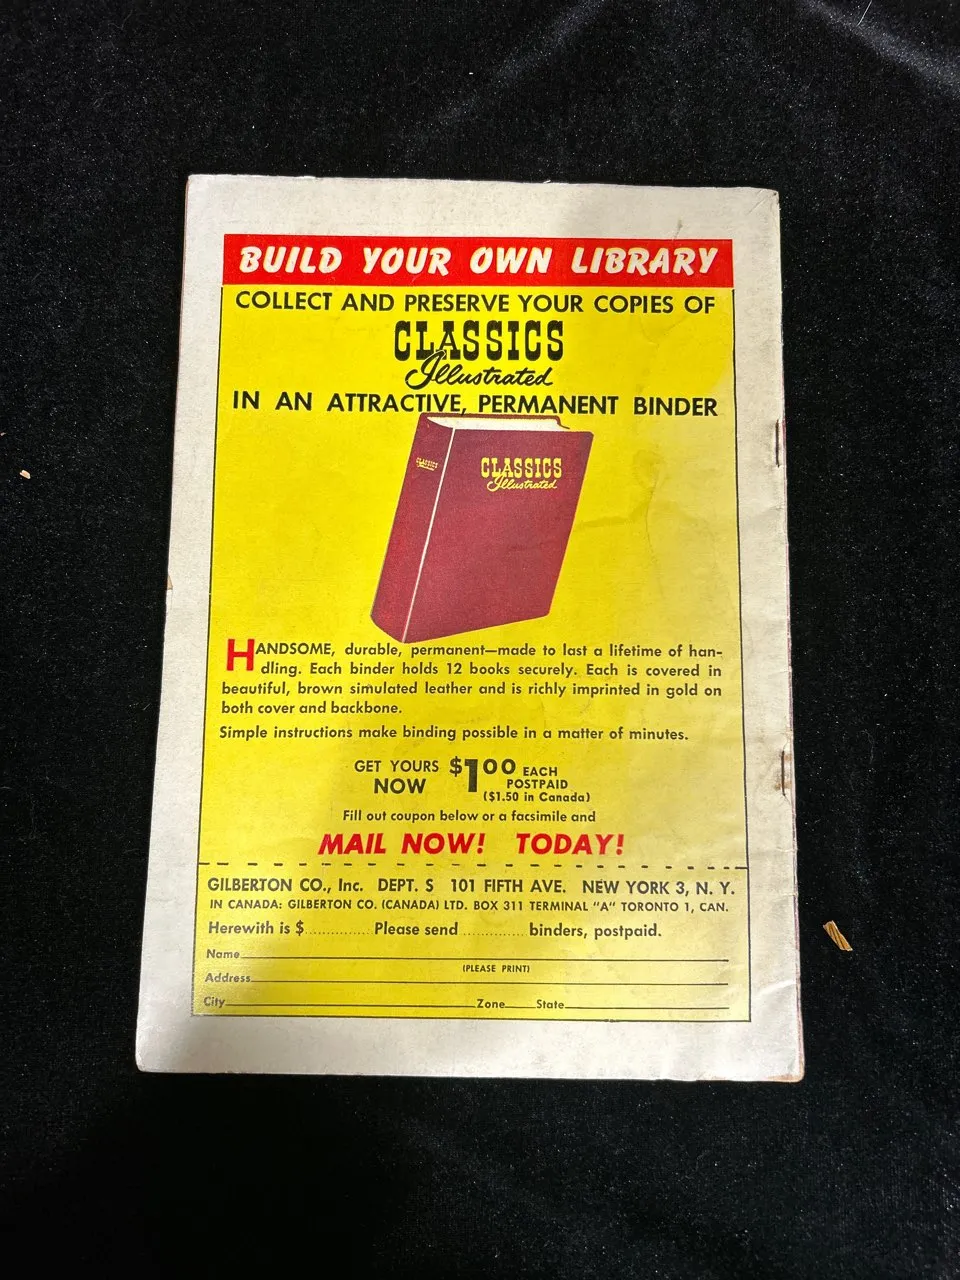 BUILD YOUR OWN LIBRARY
COLLECT AND PRESERVE YOUR COPIES OF
CLASSICS
Illustrated
IN AN ATTRACTIVE, PERMANENT BINDER
CLASSICS
Illustrated
CLASSICS
Illustrated
HANDSOME, durable, permanent—made to last a lifetime of han-
dling. Each binder holds 12 books securely. Each is covered in
beautiful, brown simulated leather and is richly imprinted in gold on
both cover and backbone.
Simple instructions make binding possible in a matter of minutes.
GET YOURS NOW $1.00 EACH POSTPAID
($1.50 in Canada)
Fill out coupon below or a facsimile and
MAIL NOW! TODAY!
GILBERTON CO., Inc. DEPT. S 101 FIFTH AVE. NEW YORK 3, N. Y.
IN CANADA: GILBERTON CO. (CANADA) LTD. BOX 311 TERMINAL "A" TORONTO 1, CAN.
Herewith is $.............. Please send ............. binders, postpaid.
Name
(PLEASE PRINT)
Address
City Zone State